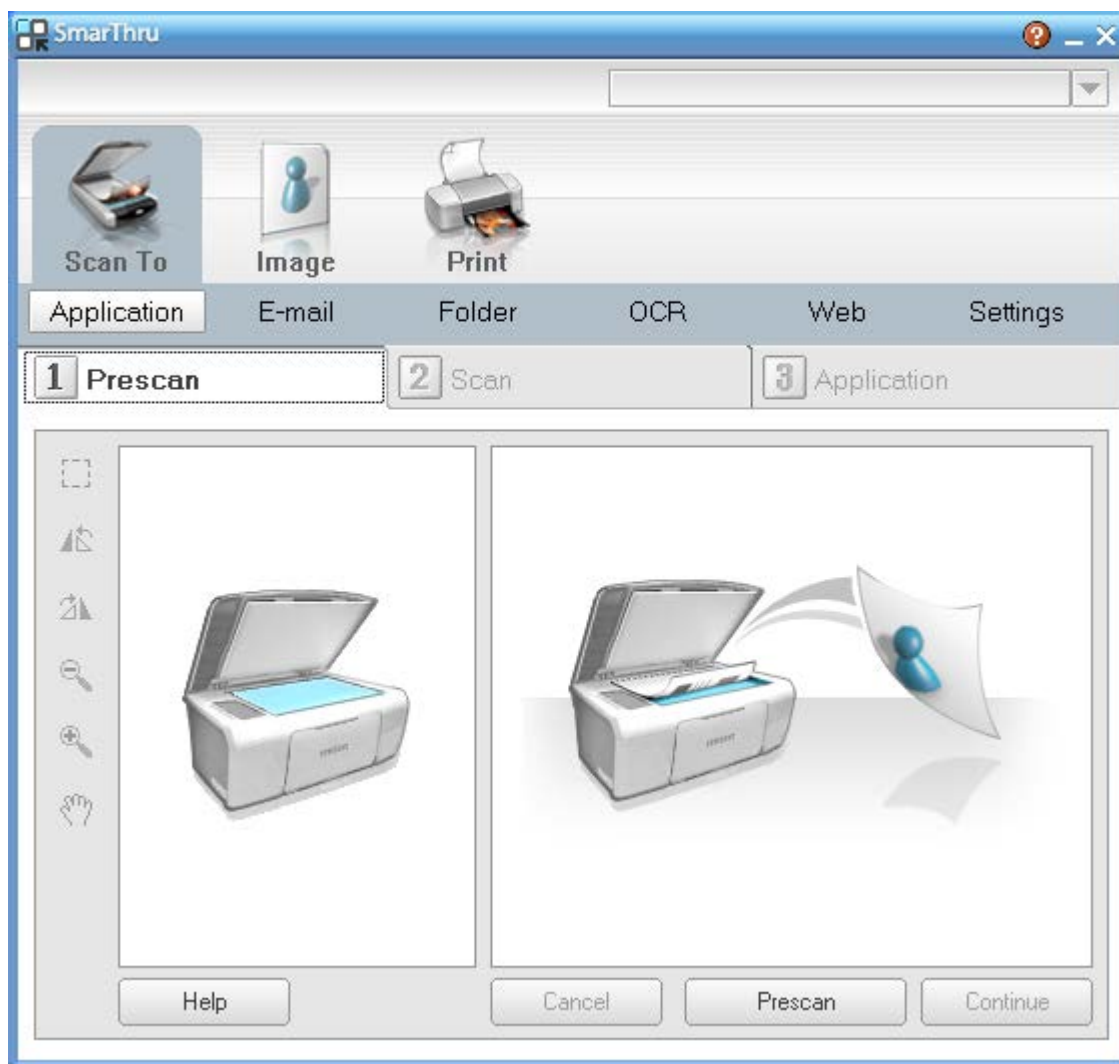 SmarThru
Scan To
Image
Print
Application
E-mail
Folder
OCR
Web
Settings
1 Prescan
2 Scan
3 Application
Help
Cancel
Prescan
Continue